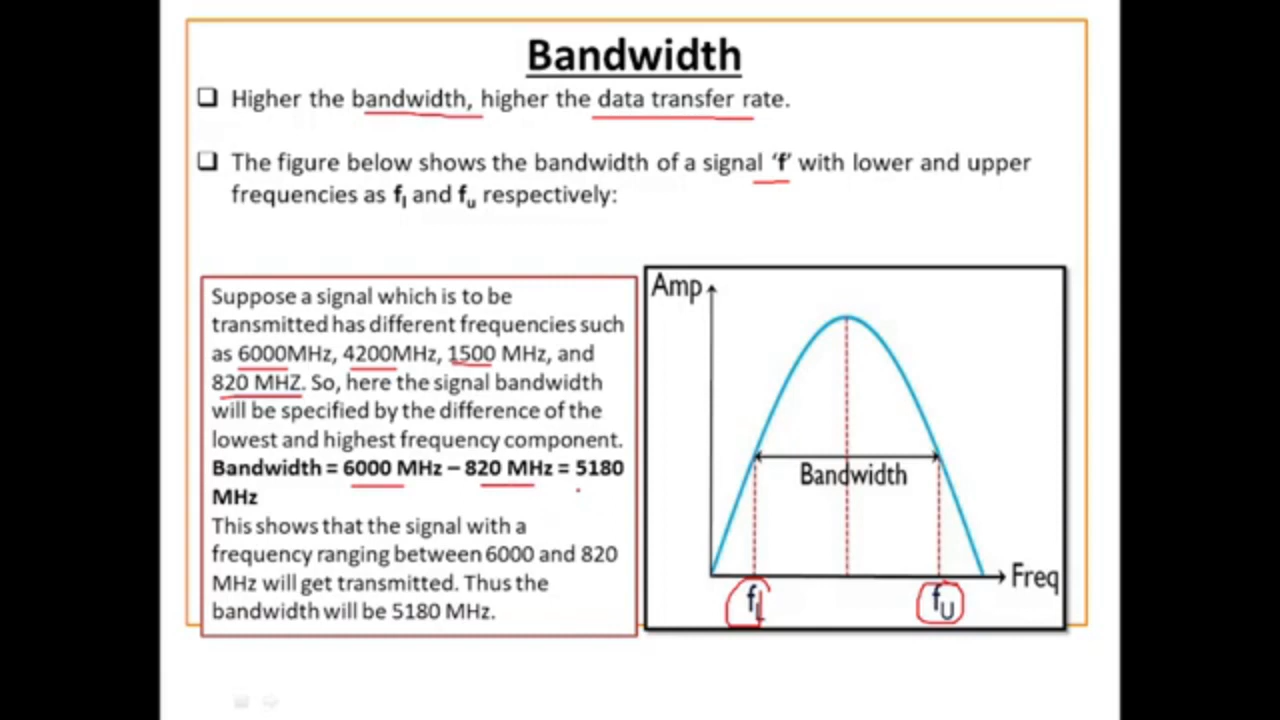 Bandwidth
❑ Higher the bandwidth, higher the data transfer rate.
❑ The figure below shows the bandwidth of a signal ‘f’ with lower and upper
frequencies as fl and fu respectively:
Suppose a signal which is to be
transmitted has different frequencies such
as 6000MHz, 4200MHz, 1500 MHz, and
820 MHZ. So, here the signal bandwidth
will be specified by the difference of the
lowest and highest frequency component.
Bandwidth = 6000 MHz – 820 MHz = 5180
MHz
This shows that the signal with a
frequency ranging between 6000 and 820
MHz will get transmitted. Thus the
bandwidth will be 5180 MHz.
Amp
Bandwidth
Freq
fL
fU